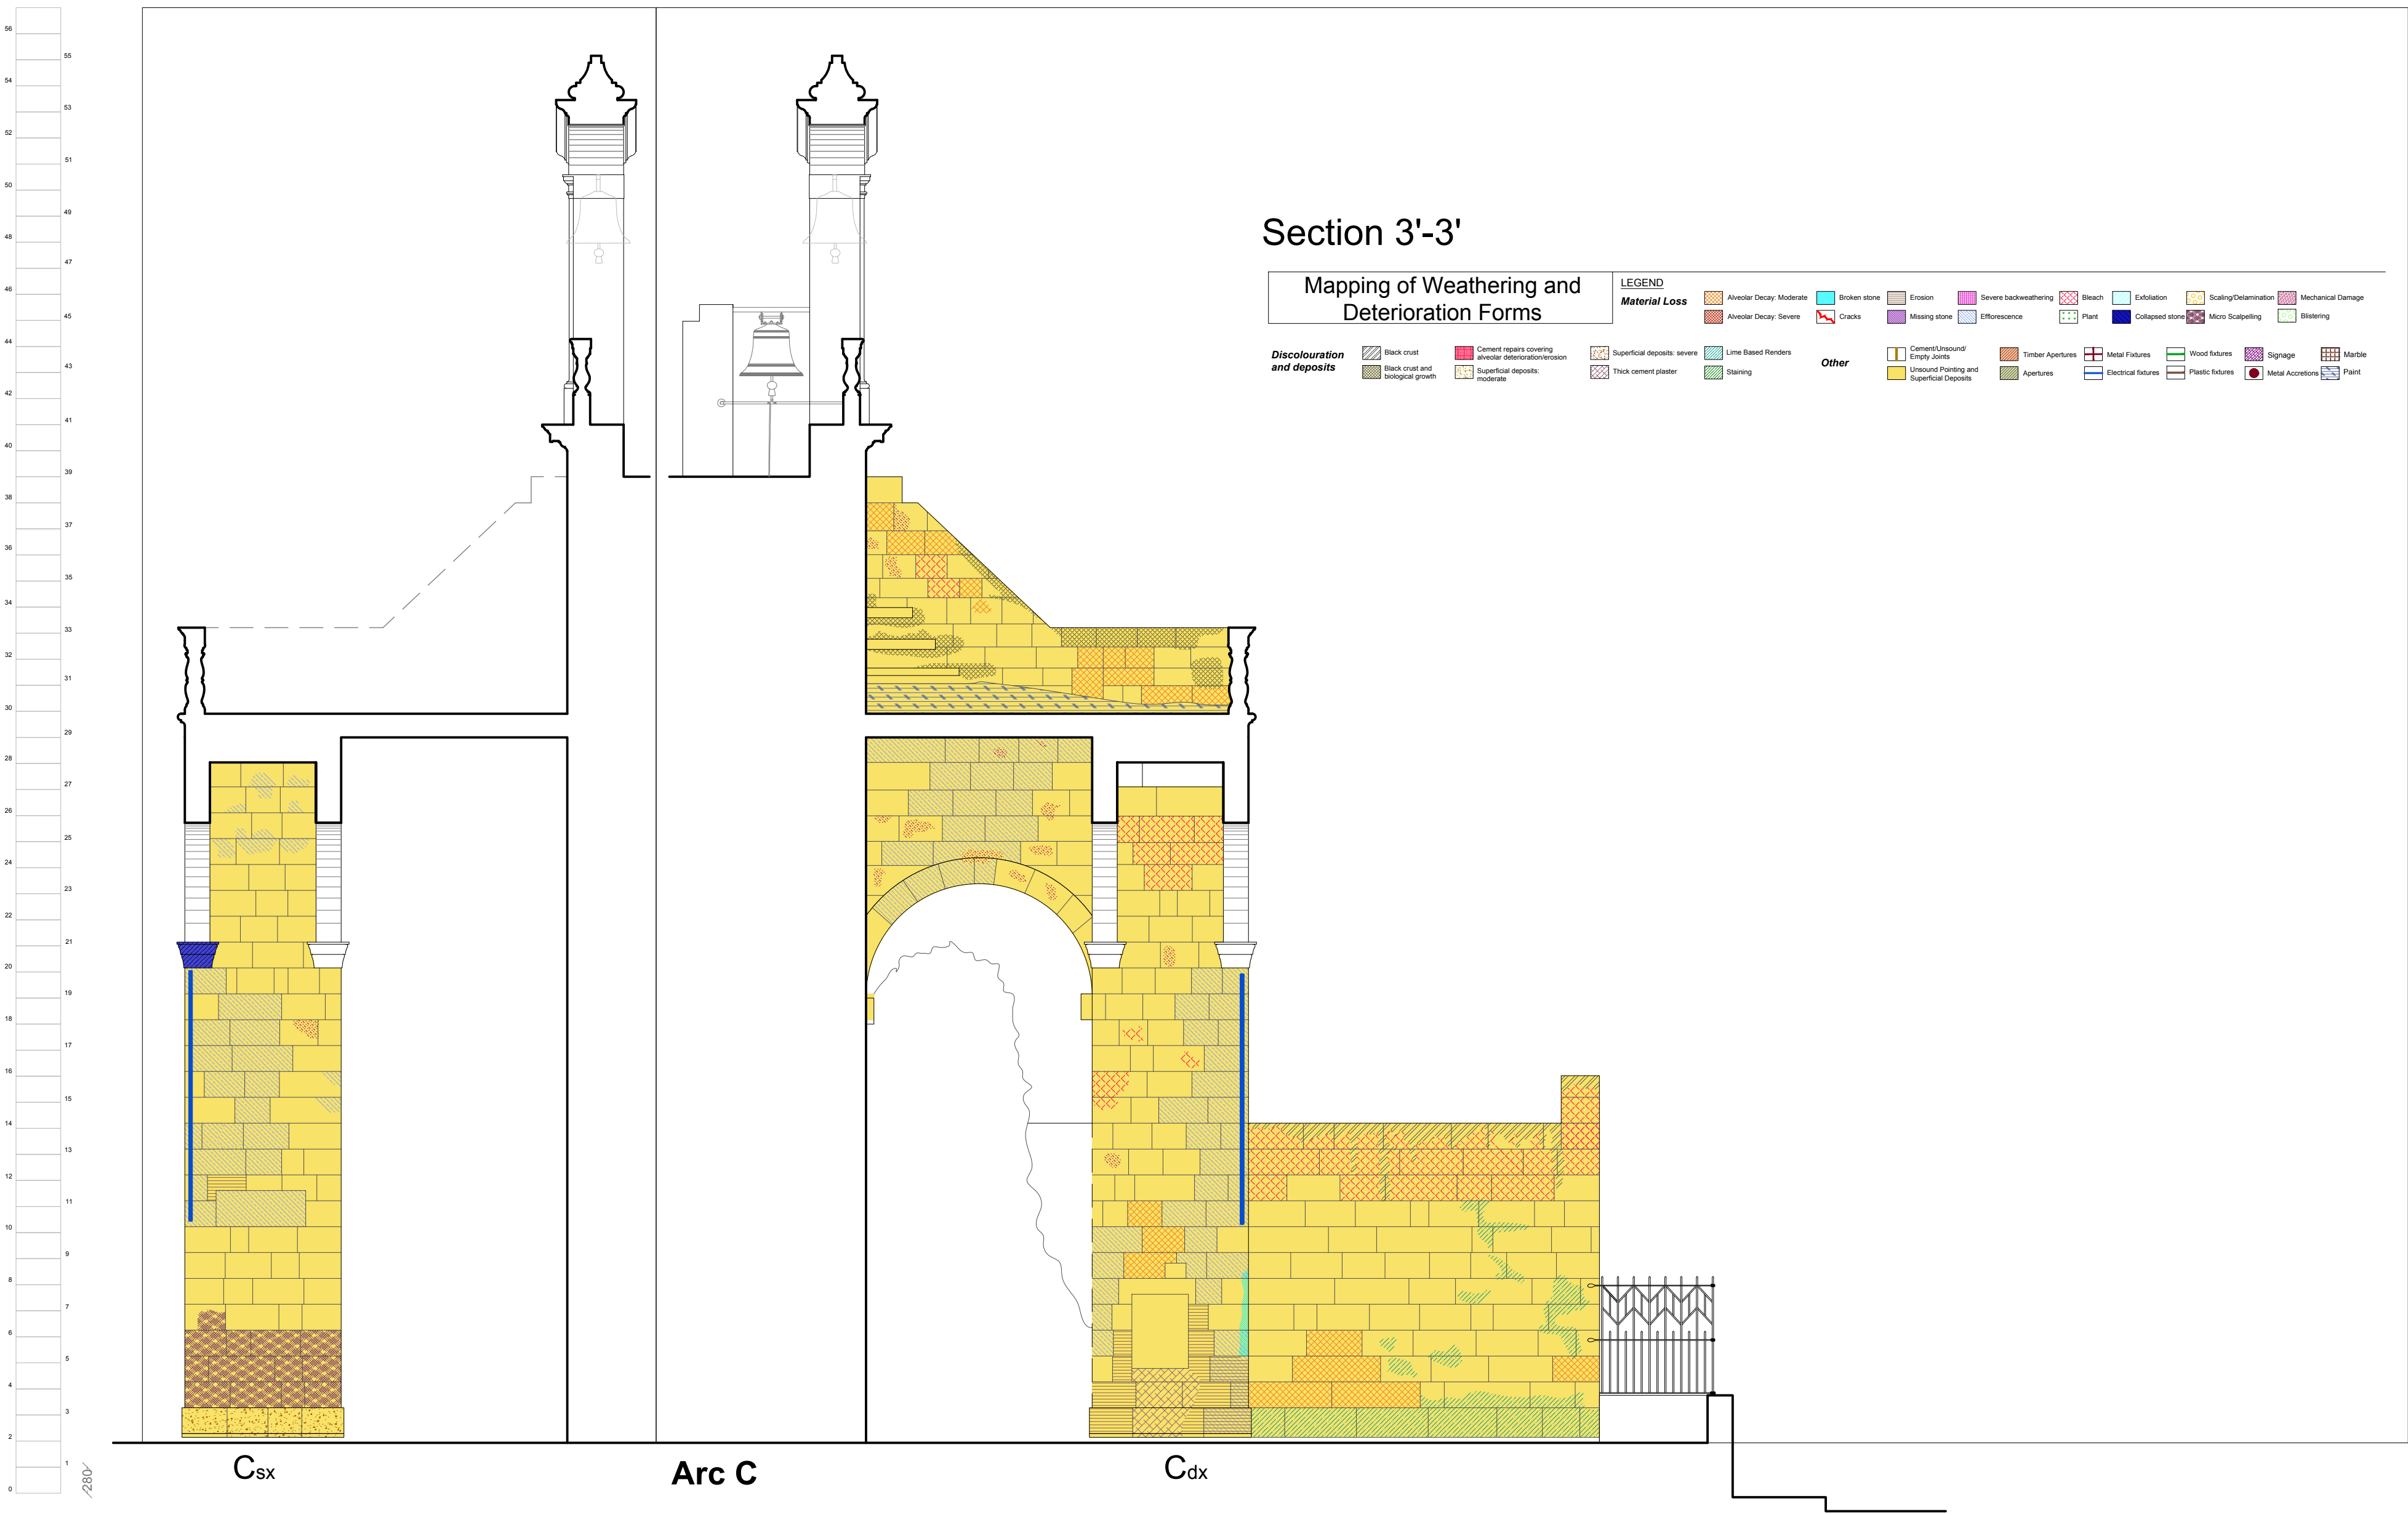 Section 3'-3'
Mapping of Weathering and
Deterioration Forms
LEGEND
Material Loss
Alveolar Decay: Moderate
Broken stone
Erosion
Severe backweathering
Bleach
Exfoliation
Scaling/Delamination
Mechanical Damage
Alveolar Decay: Severe
Cracks
Missing stone
Efflorescence
Plant
Collapsed stone
Micro Scalpelling
Blistering
Discolouration
and deposits
Black crust
Cement repairs covering
alveolar deterioration/erosion
Superficial deposits: severe
Lime Based Renders
Black crust and
biological growth
Superficial deposits:
moderate
Thick cement plaster
Staining
Other
Cement/Unsound/
Empty Joints
Timber Apertures
Metal Fixtures
Wood fixtures
Signage
Marble
Unsound Pointing and
Superficial Deposits
Apertures
Electrical fixtures
Plastic fixtures
Metal Accretions
Paint
56
55
54
53
52
51
50
49
48
47
46
45
44
43
42
41
40
39
38
37
36
35
34
33
32
31
30
29
28
27
26
25
24
23
22
21
20
19
18
17
16
15
14
13
12
11
10
9
8
7
6
5
4
3
2
1
0
280
Csx
Arc C
Cdx